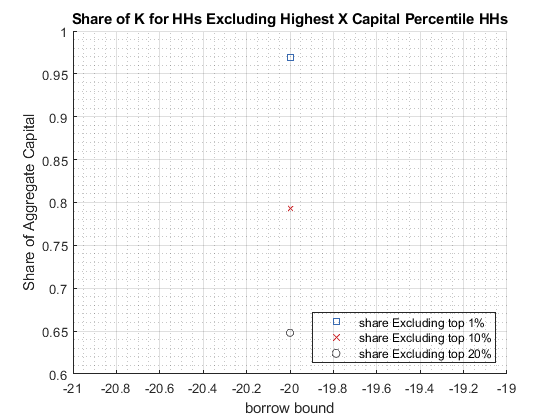 Share of K for HHs Excluding Highest X Capital Percentile HHs
1
0.95
0.9
0.85
0.8
0.75
0.7
0.65
0.6
Share of Aggregate Capital
share Excluding top 1%
share Excluding top 10%
share Excluding top 20%
-21 -20.8 -20.6 -20.4 -20.2 -20 -19.8 -19.6 -19.4 -19.2 -19
borrow bound